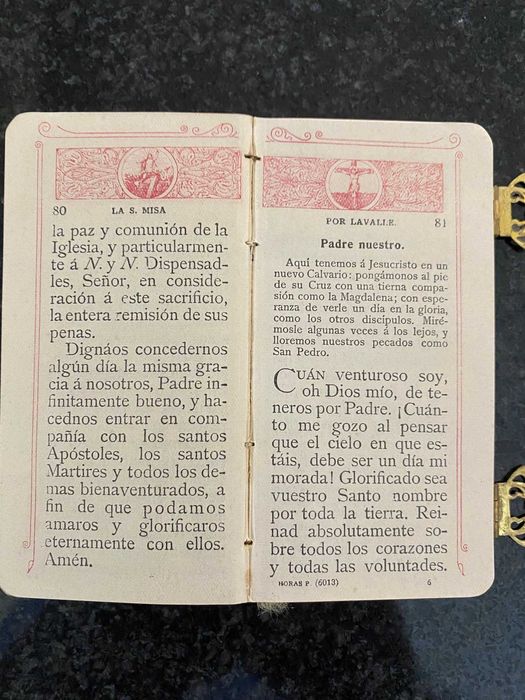 80 LA S. MISA
la paz y comunión de la
Iglesia, y particularmen-
te á N. y N. Dispensad-
les, Señor, en conside-
ración á este sacrificio,
la entera remisión de sus
penas.
Dignáos concedernos
algún día la misma gra-
cia á nosotros, Padre in-
finitamente bueno, y ha-
cednos entrar en com-
pañía con los santos
Apóstoles, los santos
Martires y todos los de-
mas bienaventurados, a
fin de que podamos
amaros y glorificaros
eternamente con ellos.
Amén.
POR LAVALLE. 81
Padre nuestro.
Aquí tenemos á Jesucristo en un
nuevo Calvario: pongámonos al pie
de su Cruz con una tierna compa-
sión como la Magdalena; con espe-
ranza de verle un día en la gloria,
como los otros discípulos. Miré-
mosle algunas veces á los lejos, y
lloremos nuestros pecados como
San Pedro.
CUÁN venturoso soy,
oh Dios mío, de te-
neros por Padre. ¡Cuán-
to me gozo al pensar
que el cielo en que es-
táis, debe ser un día mi
morada! Glorificado sea
vuestro Santo nombre
por toda la tierra. Rei-
nad absolutamente so-
bre todos los corazones
y todas las voluntades.
HORAS P. (6013) 6